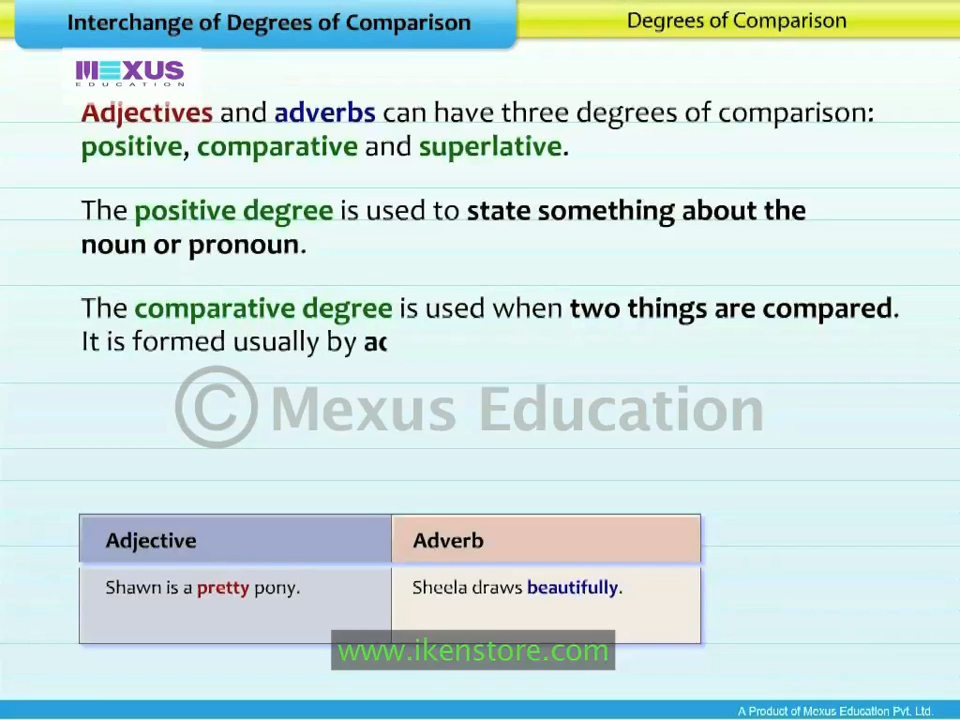 Interchange of Degrees of Comparison
Degrees of Comparison
MEXUS
EDUCATION
Adjectives and adverbs can have three degrees of comparison:
positive, comparative and superlative.
The positive degree is used to state something about the
noun or pronoun.
The comparative degree is used when two things are compared.
It is formed usually by
© Mexus Education
Adjective
Adverb
Shawn is a pretty pony.
Sheela draws beautifully.
www.ikenstore.com
A Product of Mexus Education Pvt. Ltd.